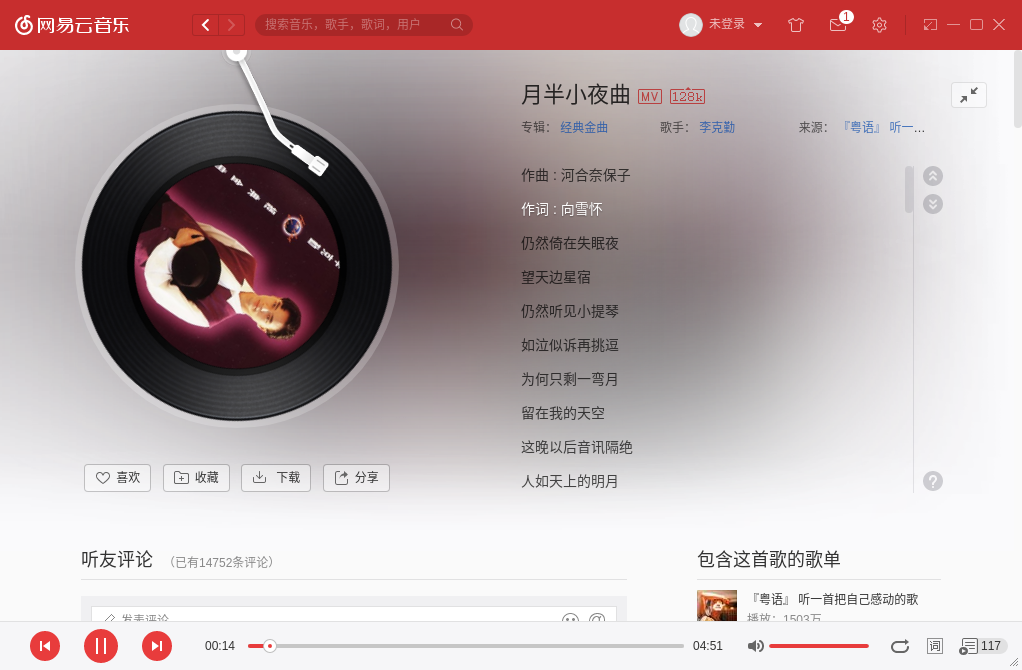 网易云音乐
搜索音乐，歌手，歌词，用户
未登录
1
月半小夜曲 MV 128k
专辑： 经典金曲 歌手： 李克勤 来源： 『粤语』 听一...
作曲 : 河合奈保子
作词 : 向雪怀
仍然倚在失眠夜
望天边星宿
仍然听见小提琴
如泣似诉再挑逗
为何只剩一弯月
留在我的天空
这晚以后音讯隔绝
人如天上的明月
喜欢 收藏 下载 分享
听友评论 （已有14752条评论）
发表评论
包含这首歌的歌单
『粤语』 听一首把自己感动的歌
播放：1503万
00:14 04:51 词 117